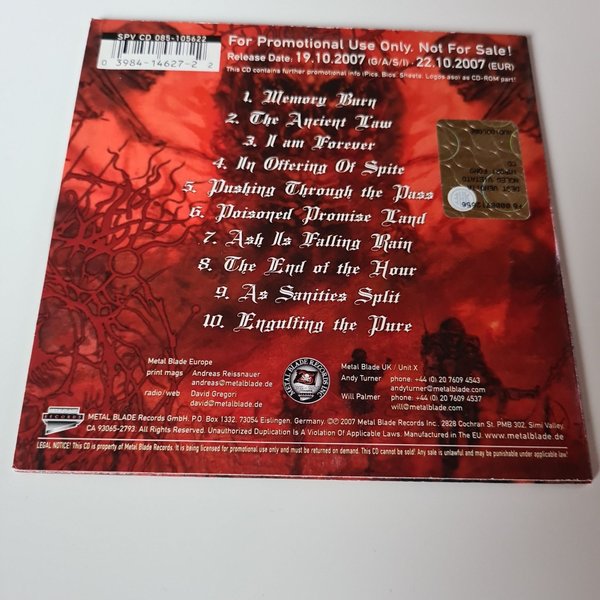 SPV CD 085-105622
0 3984-14627-2 2
For Promotional Use Only. Not For Sale!
Release Date: 19.10.2007 (G/A/S/I) · 22.10.2007 (EUR)
This CD contains further promotional info (Pics, Bios, Sheets, Logos aso) as CD-ROM part!
1. Memory Burn
2. The Ancient Law
3. I am Forever
4. In Offering Of Spite
5. Pushing Through the Pass
6. Poisoned Promise Land
7. Ash Is Falling Rain
8. The End of the Hour
9. As Sanities Split
10. Engulfing the Pure
Metal Blade Europe
print mags Andreas Reissnauer
andreas@metalblade.de
radio/web David Gregori
david@metalblade.de
METAL BLADE RECORDS INC.
Metal Blade UK / Unit X
Andy Turner phone. +44 (0) 20 7609 4543
andyturner@metalblade.com
Will Palmer phone. +44 (0) 20 7609 4537
will@metalblade.com
RECORDS
METAL BLADE Records GmbH, P.O. Box 1332. 73054 Eislingen, Germany. ©℗ 2007 Metal Blade Records Inc. 2828 Cochran St. PMB 302, Simi Valley,
CA 93065-2793. All Rights Reserved. Unauthorized Duplication Is A Violation Of Applicable Laws. Manufactured in The EU. www.metalblade.de
LEGAL NOTICE! This CD is property of Metal Blade Records. It is being licensed for promotional use only and must be returned on demand. This CD cannot be sold! Any sale is unlawful and may be punishable under applicable law!